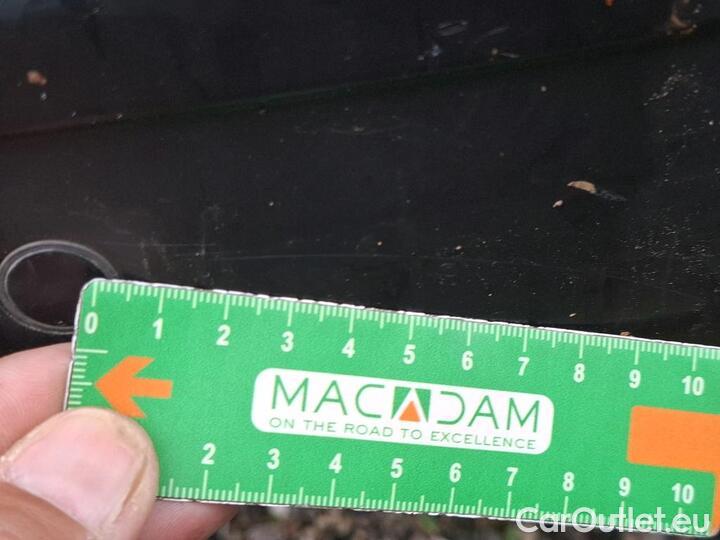 0 1 2 3 4 5 6 7 8 9 10
MACADAM
ON THE ROAD TO EXCELLENCE
2 3 4 5 6 7 8 9 10
CarOutlet.eu